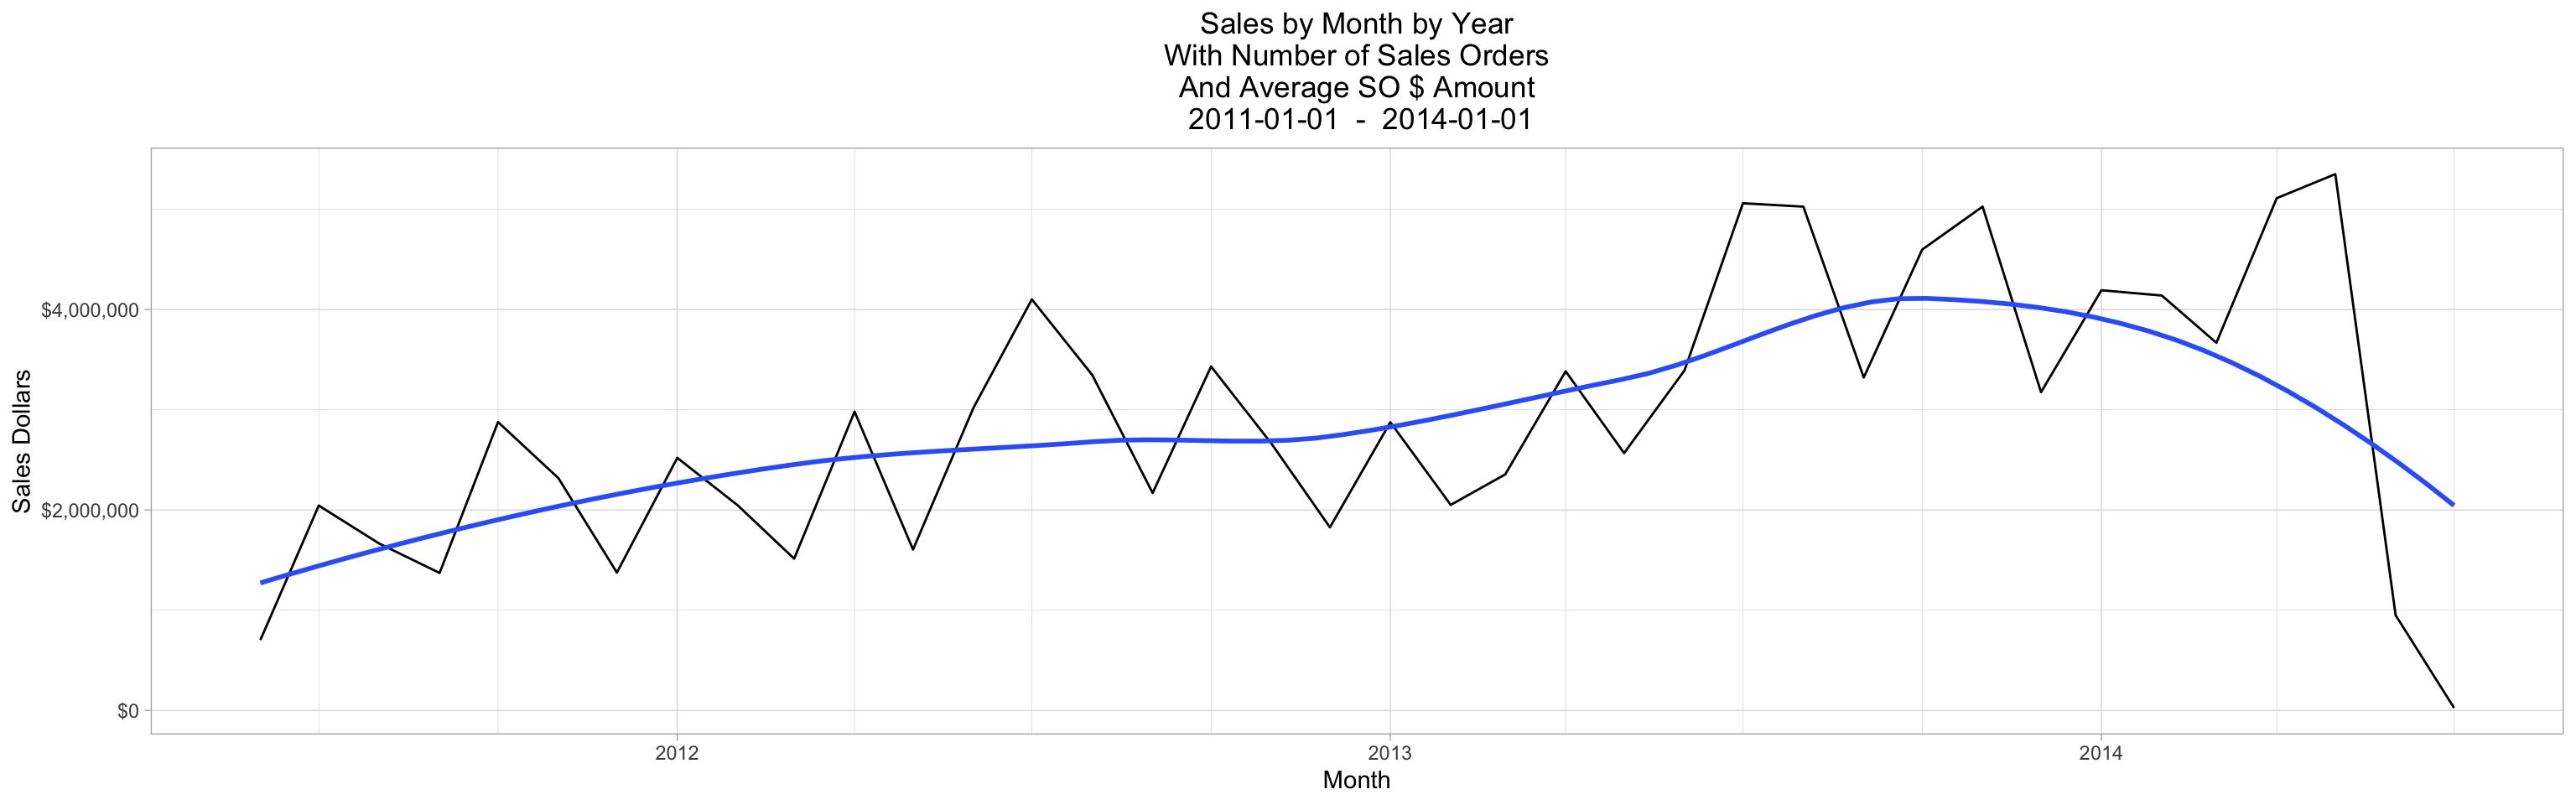 Sales by Month by Year
With Number of Sales Orders
And Average SO $ Amount
2011-01-01 - 2014-01-01
Sales Dollars
$4,000,000
$2,000,000
$0
2012
2013
2014
Month